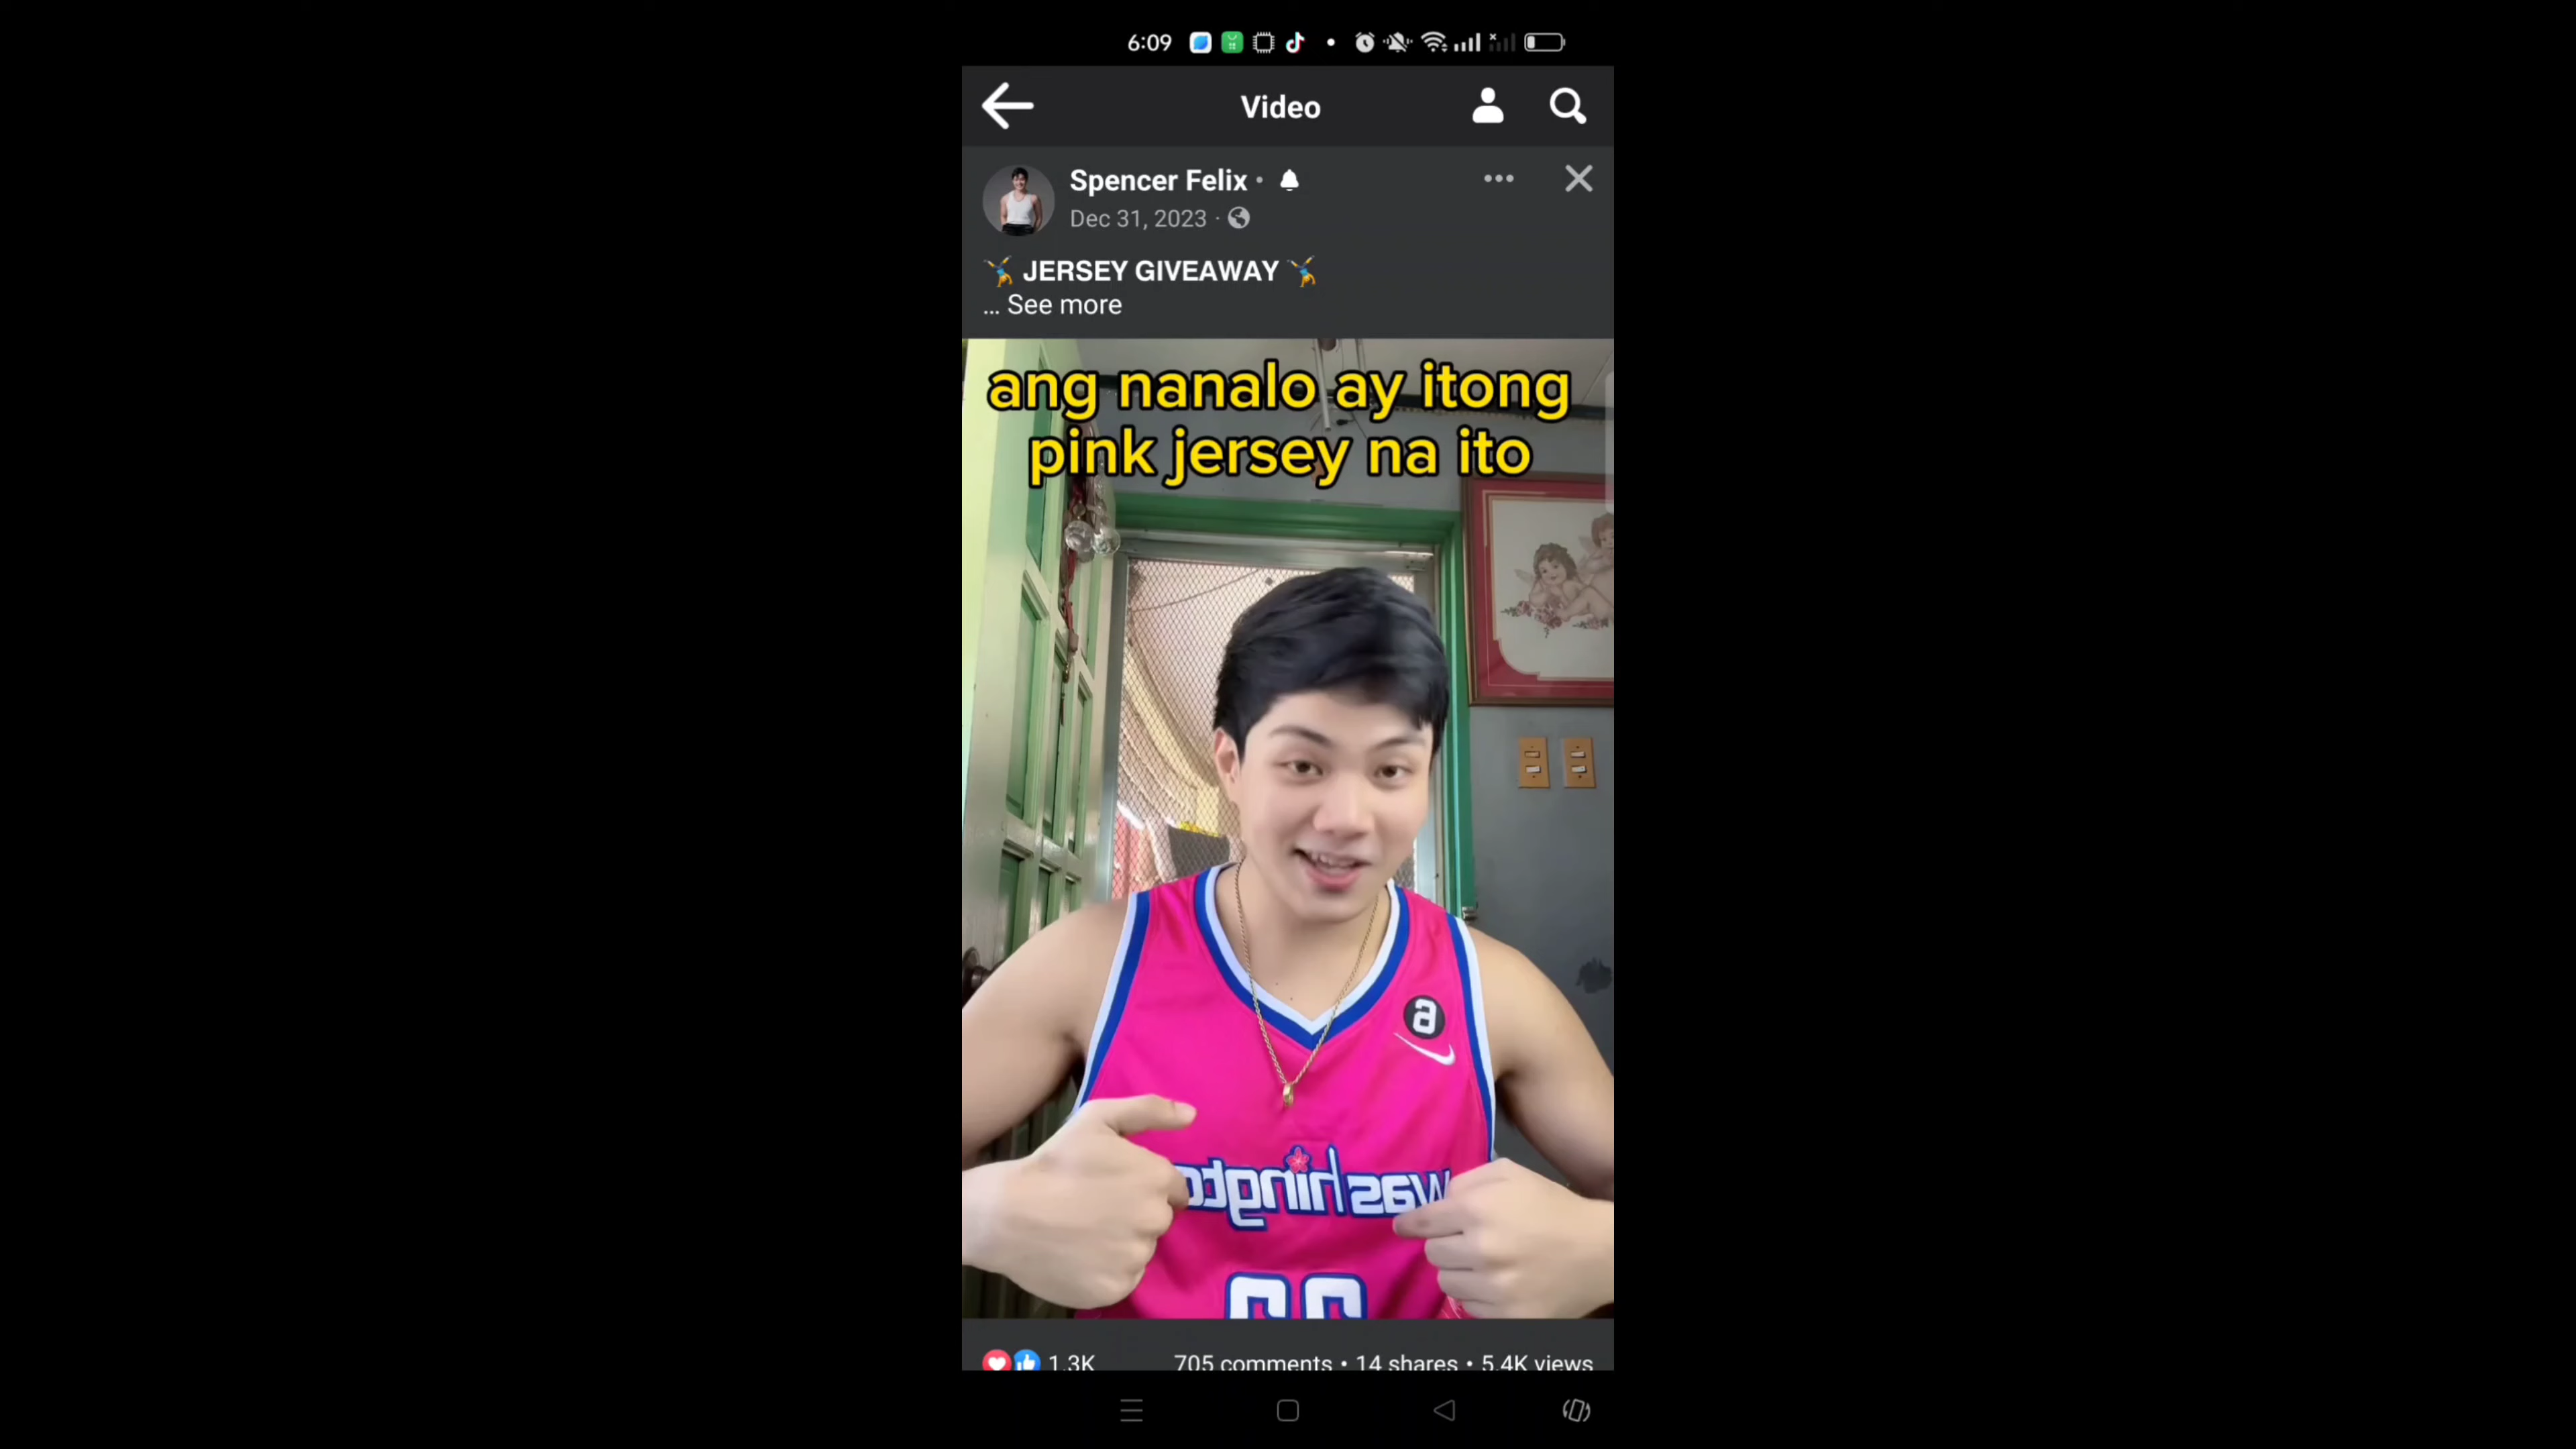 6:09
Video
Spencer Felix
Dec 31, 2023
JERSEY GIVEAWAY
... See more
ang nanalo ay itong
pink jersey na ito
a
washingto
1.3K 705 comments • 14 shares • 5.4K views